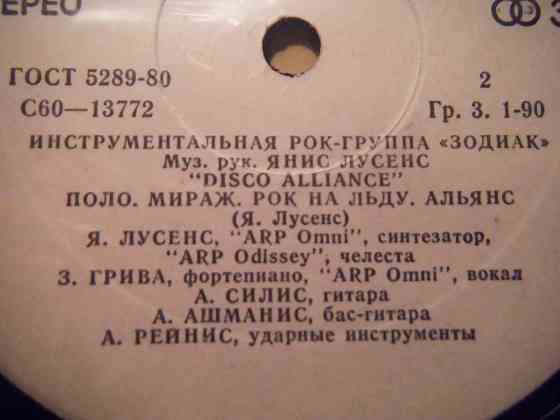 ГОСТ 5289-80
2
С60—13772
Гр. 3. 1-90
ИНСТРУМЕНТАЛЬНАЯ РОК-ГРУППА «ЗОДИАК»
Муз. рук. ЯНИС ЛУСЕНС
"DISCO ALLIANCE"
ПОЛО. МИРАЖ. РОК НА ЛЬДУ. АЛЬЯНС
(Я. Лусенс)
Я. ЛУСЕНС, "ARP Omni", синтезатор,
"ARP Odissey", челеста
З. ГРИВА, фортепиано, "ARP Omni", вокал
А. СИЛИС, гитара
А. АШМАНИС, бас-гитара
А. РЕЙНИС, ударные инструменты